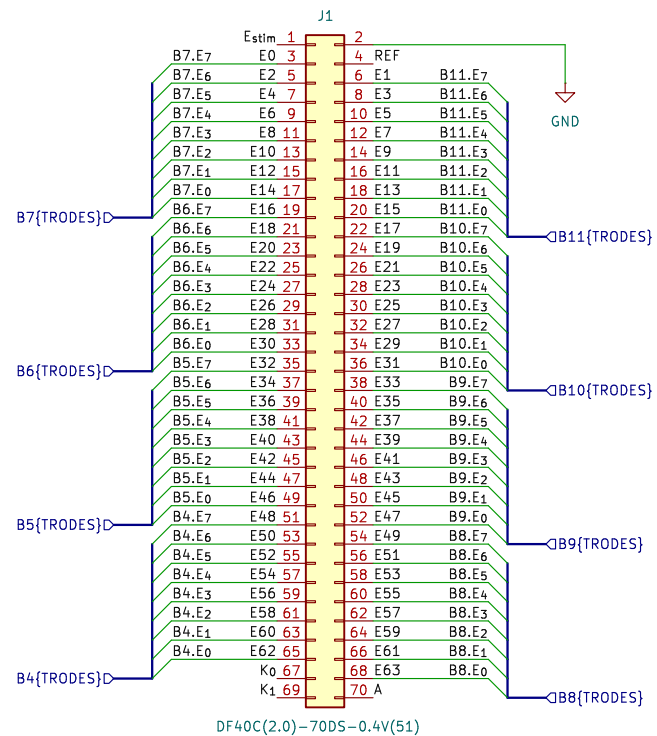 J1
Estim 1 2
B7.E7 E0 3 4 REF
B7.E6 E2 5 6 E1 B11.E7
B7.E5 E4 7 8 E3 B11.E6
B7.E4 E6 9 10 E5 B11.E5
GND
B7.E3 E8 11 12 E7 B11.E4
B7.E2 E10 13 14 E9 B11.E3
B7.E1 E12 15 16 E11 B11.E2
B7.E0 E14 17 18 E13 B11.E1
B6.E7 E16 19 20 E15 B11.E0
B7{TRODES}
B6.E6 E18 21 22 E17 B10.E7
B11{TRODES}
B6.E5 E20 23 24 E19 B10.E6
B6.E4 E22 25 26 E21 B10.E5
B6.E3 E24 27 28 E23 B10.E4
B6.E2 E26 29 30 E25 B10.E3
B6.E1 E28 31 32 E27 B10.E2
B6.E0 E30 33 34 E29 B10.E1
B5.E7 E32 35 36 E31 B10.E0
B6{TRODES}
B5.E6 E34 37 38 E33 B9.E7
B10{TRODES}
B5.E5 E36 39 40 E35 B9.E6
B5.E4 E38 41 42 E37 B9.E5
B5.E3 E40 43 44 E39 B9.E4
B5.E2 E42 45 46 E41 B9.E3
B5.E1 E44 47 48 E43 B9.E2
B5.E0 E46 49 50 E45 B9.E1
B4.E7 E48 51 52 E47 B9.E0
B5{TRODES}
B4.E6 E50 53 54 E49 B8.E7
B9{TRODES}
B4.E5 E52 55 56 E51 B8.E6
B4.E4 E54 57 58 E53 B8.E5
B4.E3 E56 59 60 E55 B8.E4
B4.E2 E58 61 62 E57 B8.E3
B4.E1 E60 63 64 E59 B8.E2
B4.E0 E62 65 66 E61 B8.E1
K0 67 68 E63 B8.E0
B4{TRODES}
K1 69 70 A
B8{TRODES}
DF40C(2.0)-70DS-0.4V(51)